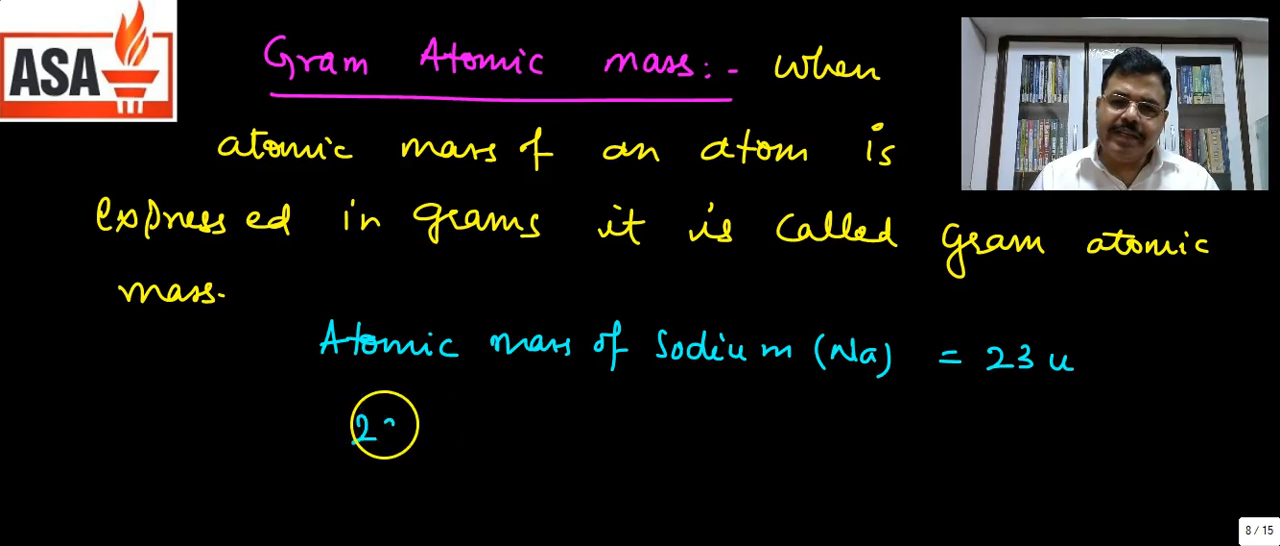 ASA
Gram Atomic mass:- when
atomic mass of an atom is
expressed in grams it is called gram atomic
mass.
Atomic mass of Sodium (Na) = 23 u
2
8 / 15